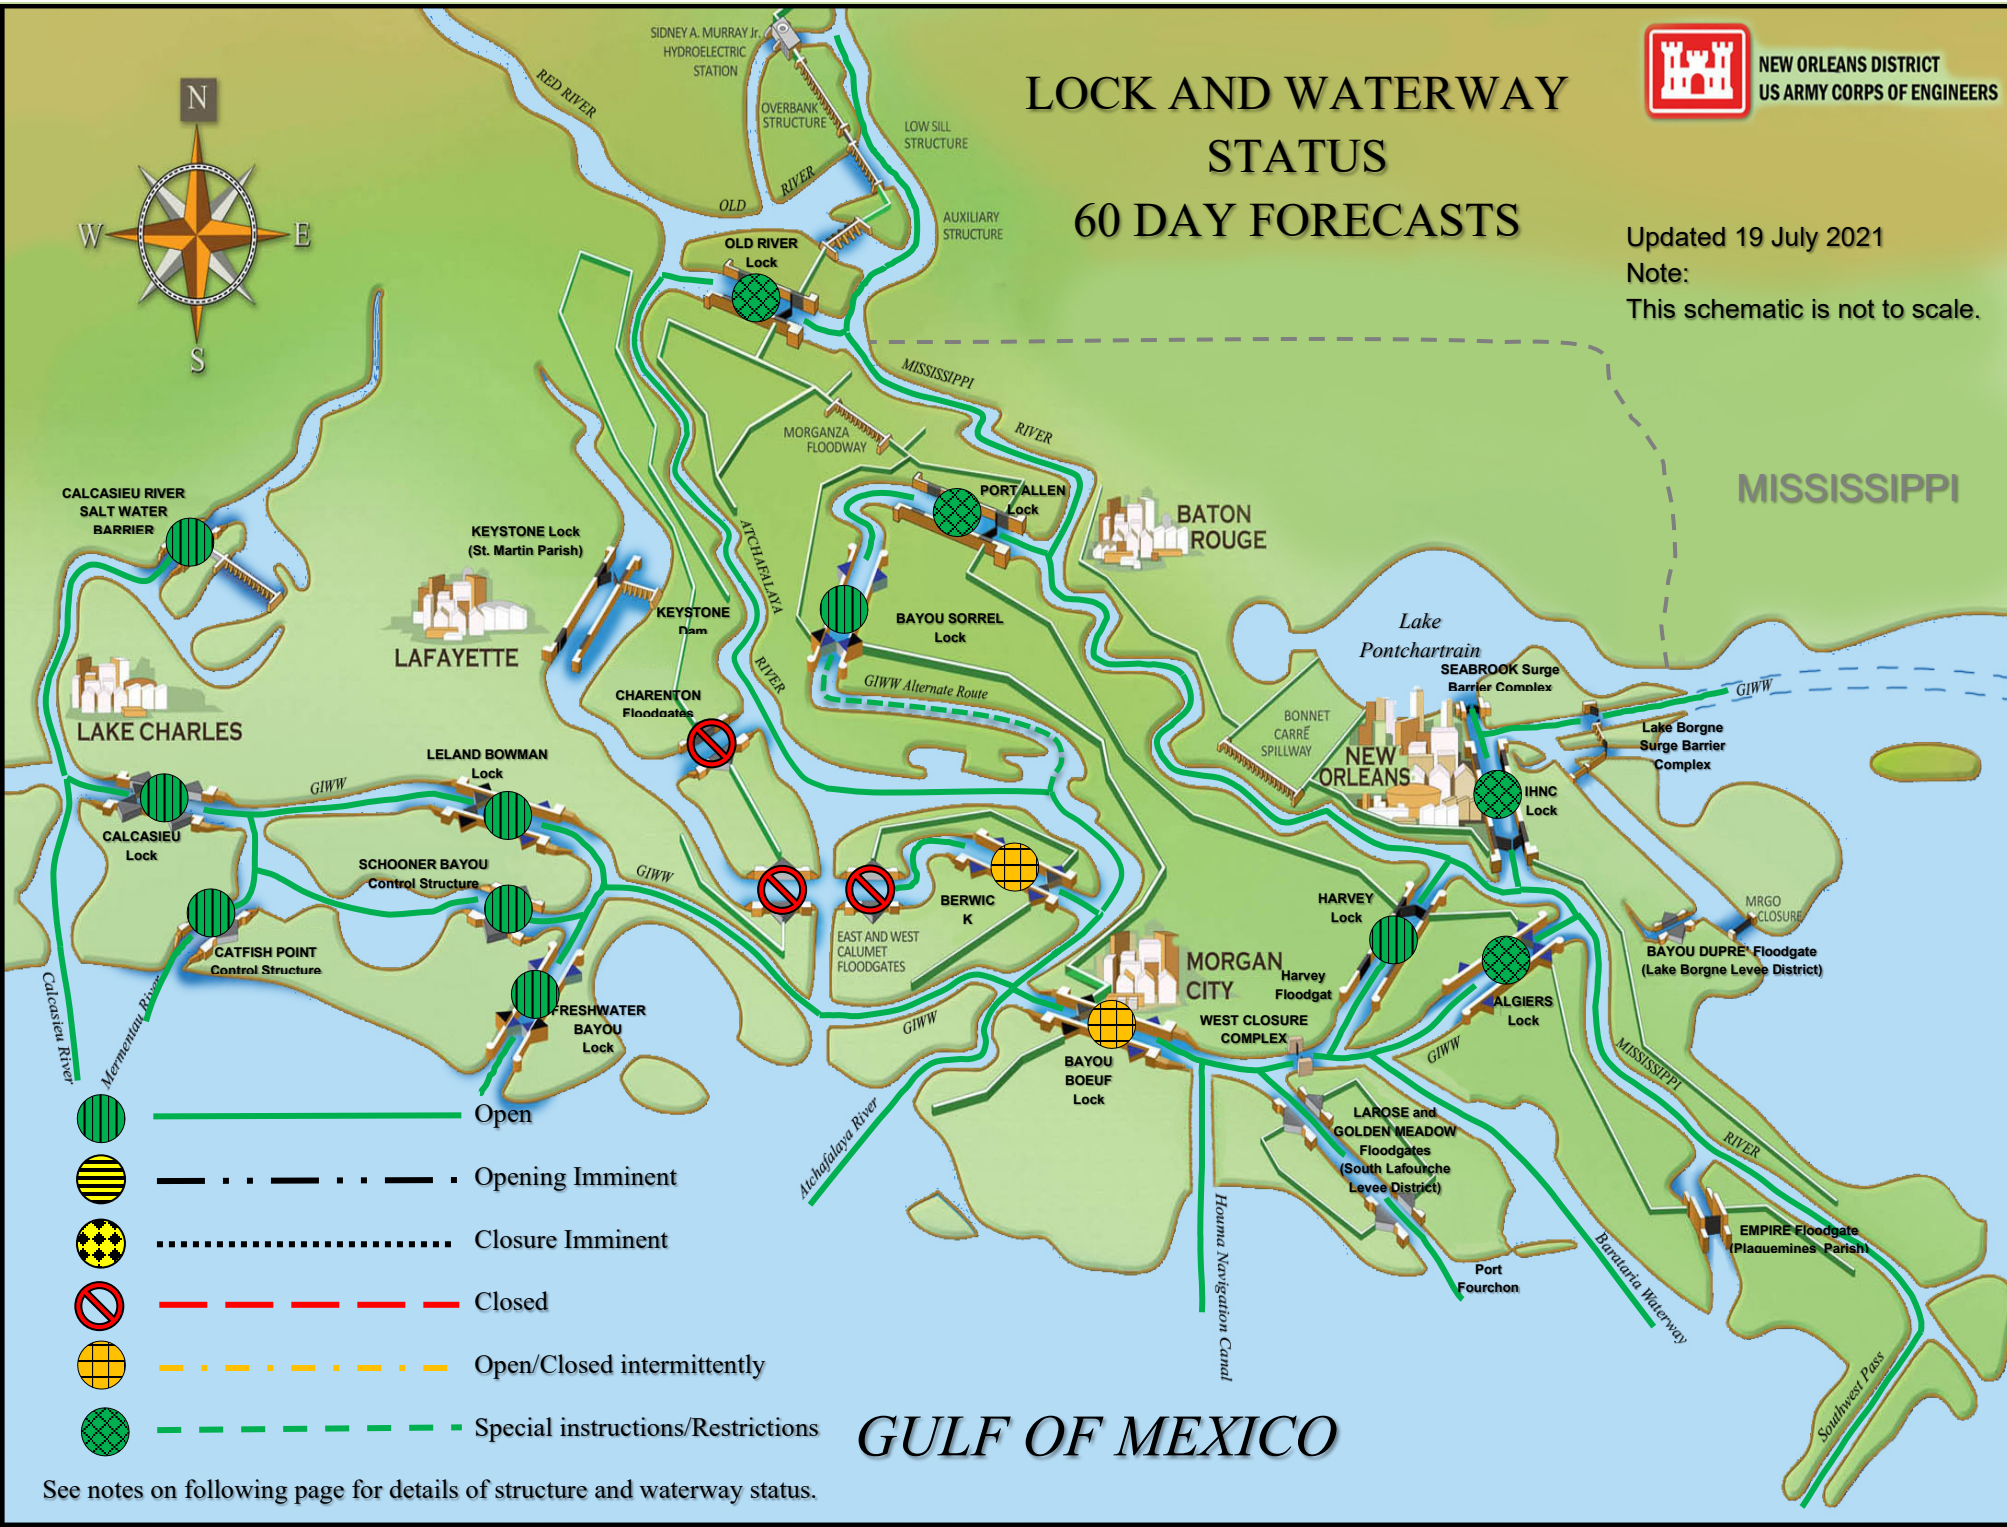 SIDNEY A. MURRAY Jr.
HYDROELECTRIC
STATION
RED RIVER
OVERBANK
STRUCTURE
LOW SILL
STRUCTURE
OLD
RIVER
AUXILIARY
STRUCTURE
LOCK AND WATERWAY
STATUS
60 DAY FORECASTS
NEW ORLEANS DISTRICT
US ARMY CORPS OF ENGINEERS
Updated 19 July 2021
Note:
This schematic is not to scale.
N
W
E
S
OLD RIVER
Lock
MISSISSIPPI
RIVER
MORGANZA
FLOODWAY
MISSISSIPPI
CALCASIEU RIVER
SALT WATER
BARRIER
KEYSTONE Lock
(St. Martin Parish)
KEYSTONE
Dam
ATCHAFALAYA
RIVER
PORT ALLEN
Lock
BATON
ROUGE
BAYOU SORREL
Lock
LAFAYETTE
Lake
Pontchartrain
SEABROOK Surge
Barrier Complex
GIWW
CHARENTON
Floodgates
GIWW Alternate Route
BONNET
CARRÉ
SPILLWAY
NEW
ORLEANS
Lake Borgne
Surge Barrier
Complex
LAKE CHARLES
LELAND BOWMAN
Lock
GIWW
IHNC
Lock
CALCASIEU
Lock
SCHOONER BAYOU
Control Structure
GIWW
BERWIC
K
HARVEY
Lock
MRGO
CLOSURE
EAST AND WEST
CALUMET
FLOODGATES
CATFISH POINT
Control Structure
MORGAN
CITY
Harvey
Floodgat
BAYOU DUPRE' Floodgate
(Lake Borgne Levee District)
Calcasieu River
Mermentau River
FRESHWATER
BAYOU
Lock
GIWW
WEST CLOSURE
COMPLEX
ALGIERS
Lock
GIWW
MISSISSIPPI
RIVER
BAYOU
BOEUF
Lock
Atchafalaya River
LAROSE and
GOLDEN MEADOW
Floodgates
(South Lafourche
Levee District)
Houma Navigation Canal
Port
Fourchon
Barataria Waterway
EMPIRE Floodgate
(Plaquemines Parish)
Southwest Pass
Open
Opening Imminent
Closure Imminent
Closed
Open/Closed intermittently
Special instructions/Restrictions
GULF OF MEXICO
See notes on following page for details of structure and waterway status.